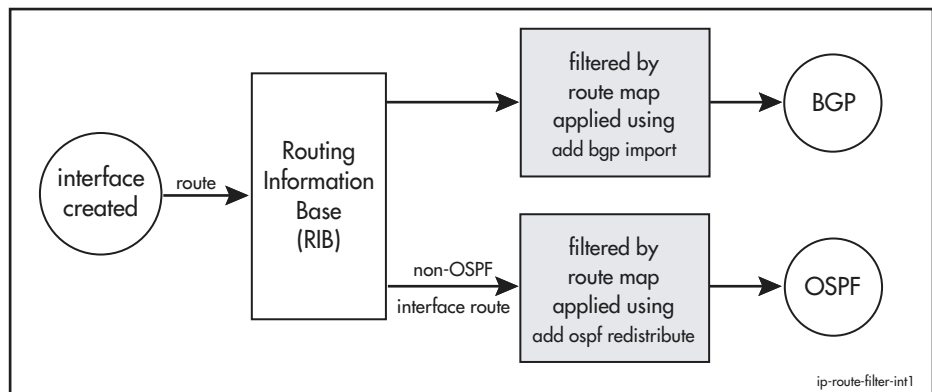 interface
created
route
Routing
Information
Base
(RIB)
filtered by
route map
applied using
add bgp import
BGP
non-OSPF
interface route
filtered by
route map
applied using
add ospf redistribute
OSPF
ip-route-filter-int1